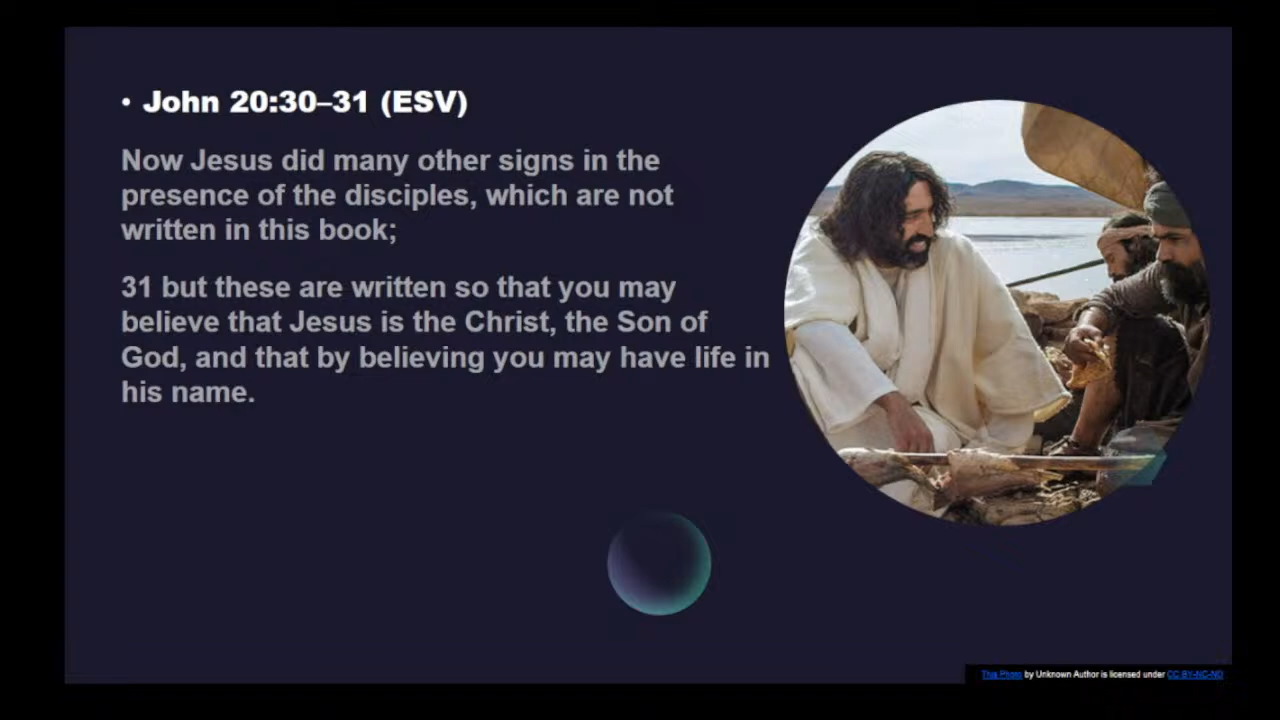 • John 20:30–31 (ESV)
Now Jesus did many other signs in the
presence of the disciples, which are not
written in this book;
31 but these are written so that you may
believe that Jesus is the Christ, the Son of
God, and that by believing you may have life in
his name.
This Photo by Unknown Author is licensed under CC BY-NC-ND